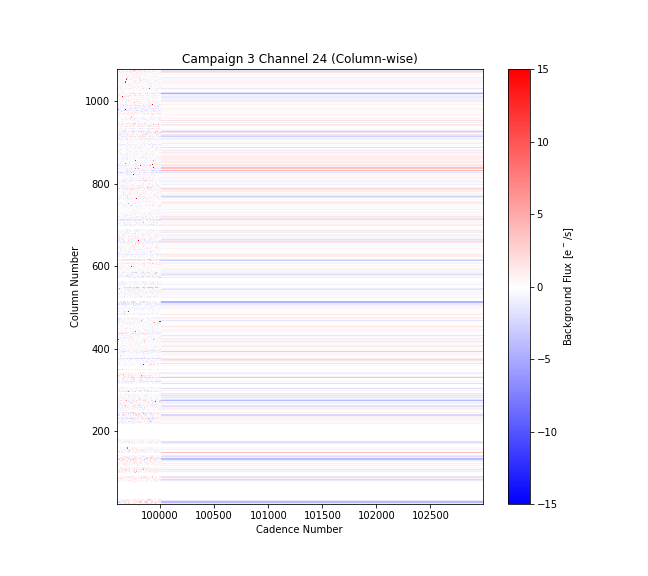 Campaign 3 Channel 24 (Column-wise)
1000
800
600
400
200
Column Number
100000 100500 101000 101500 102000 102500
Cadence Number
15
10
5
0
−5
−10
−15
Background Flux [e⁻/s]